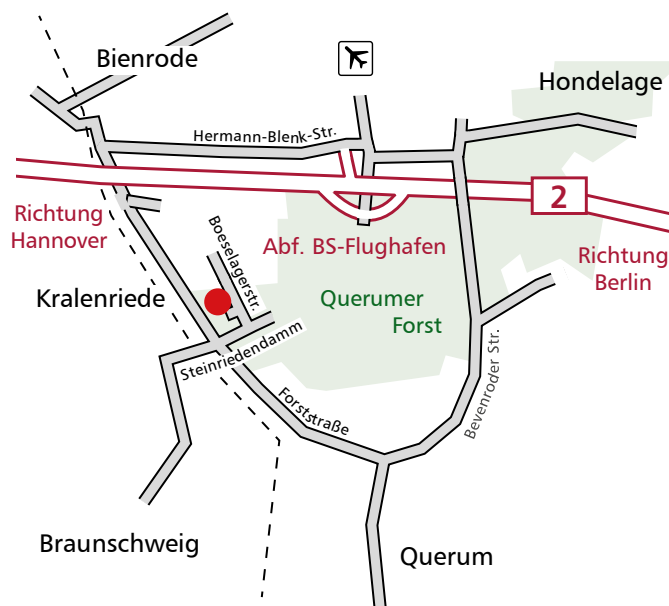 Bienrode
Hondelage
Hermann-Blenk-Str.
2
Richtung
Hannover
Boeselagerstr.
Abf. BS-Flughafen
Richtung
Berlin
Kralenriede
Querumer
Forst
Steinriedendamm
Bevenroder Str.
Forststraße
Braunschweig
Querum